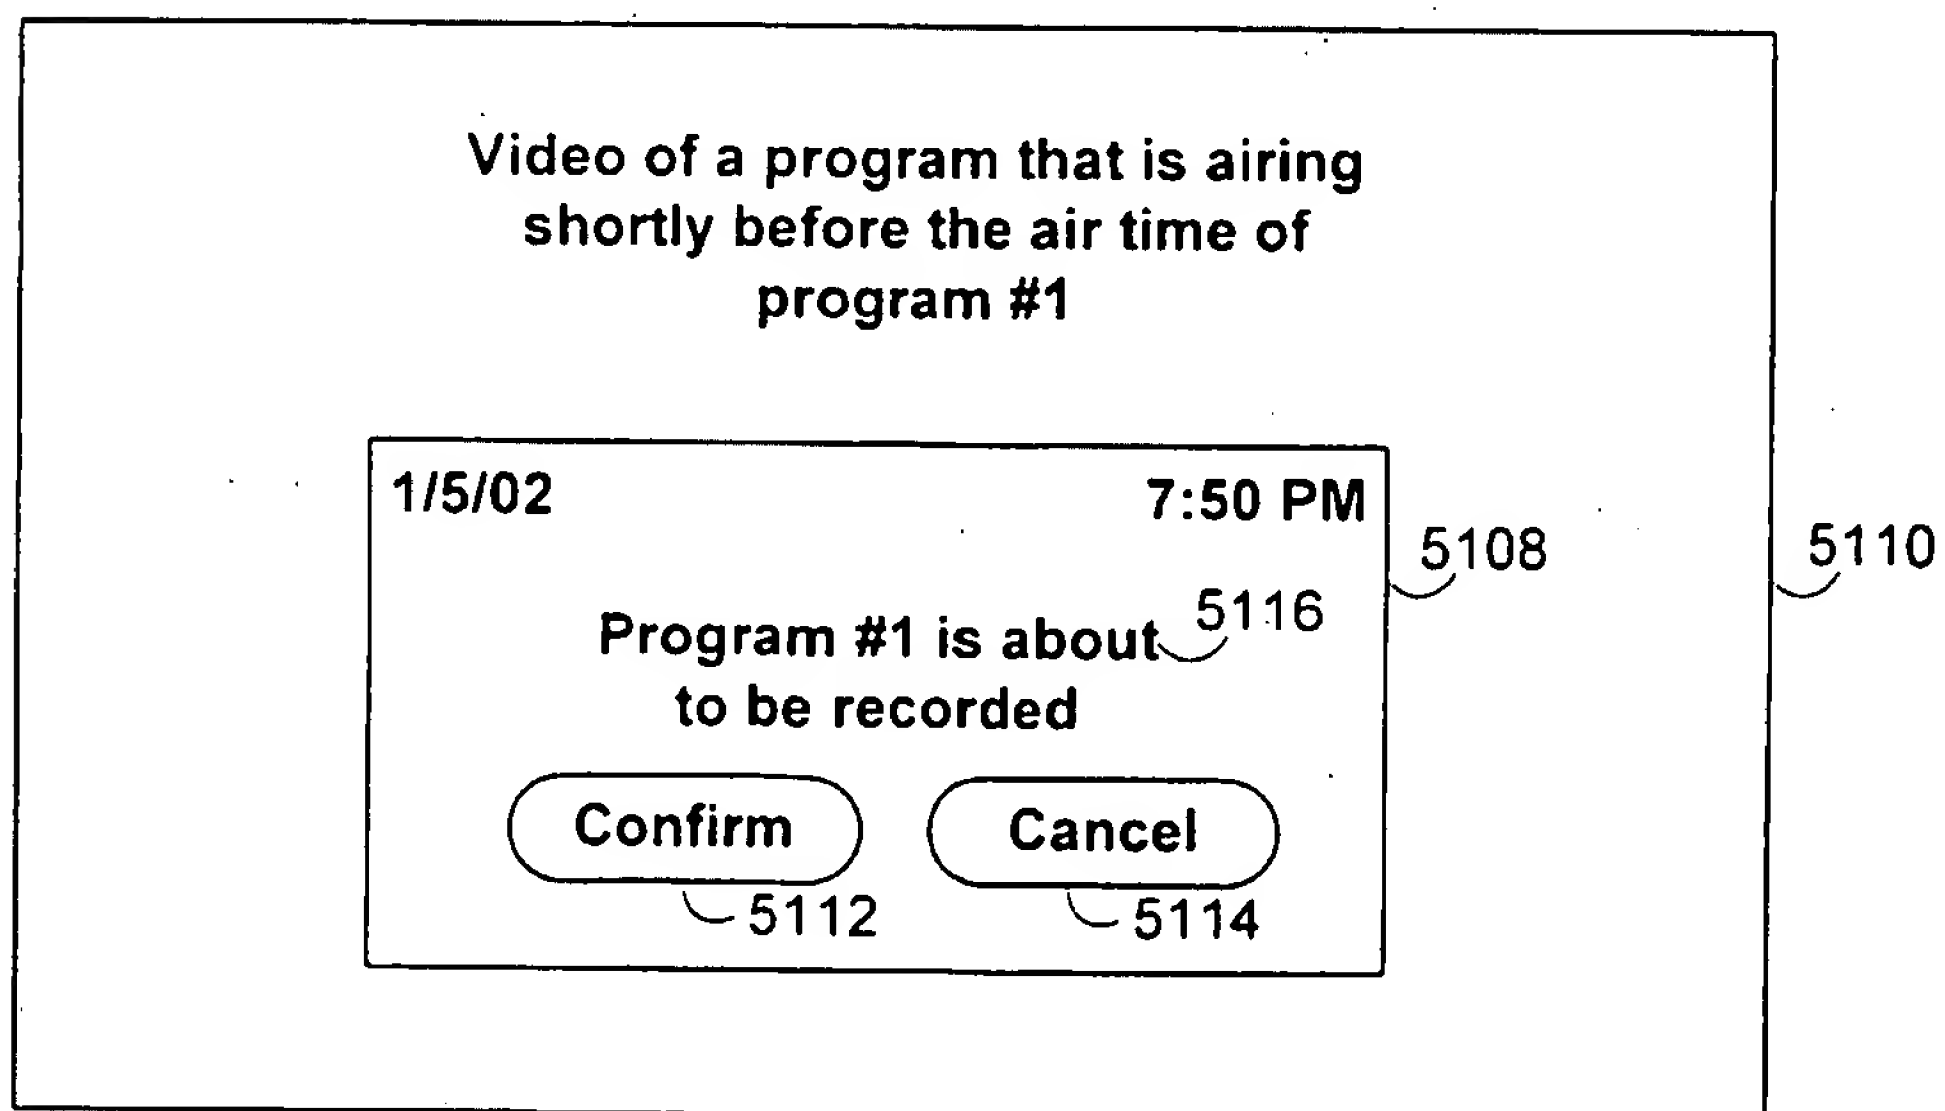 Video of a program that is airing
shortly before the air time of
program #1
1/5/02 7:50 PM
5108 5110
5116
Program #1 is about
to be recorded
Confirm Cancel
5112 5114